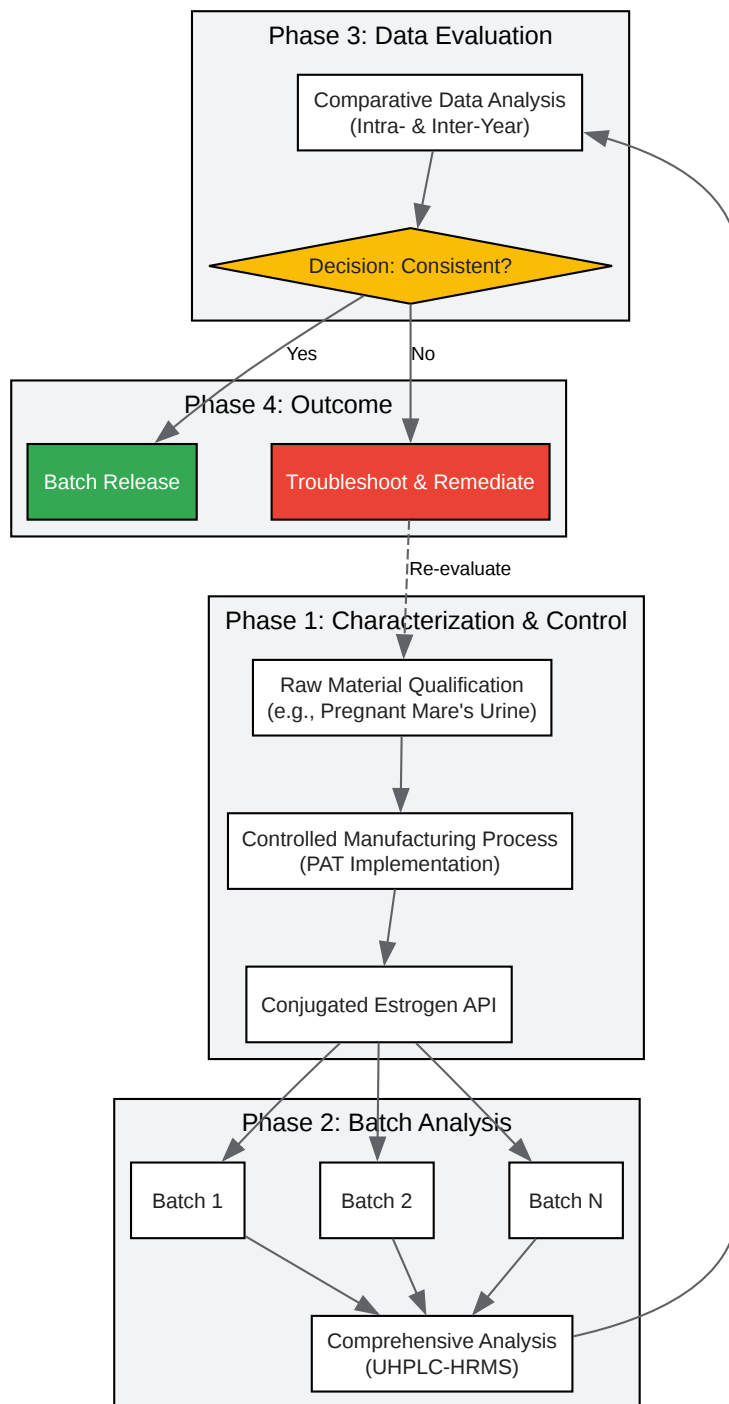 Phase 3: Data Evaluation
Comparative Data Analysis
(Intra- & Inter-Year)
Decision: Consistent?
Yes
No
Phase 4: Outcome
Batch Release
Troubleshoot & Remediate
Re-evaluate
Phase 1: Characterization & Control
Raw Material Qualification
(e.g., Pregnant Mare's Urine)
Controlled Manufacturing Process
(PAT Implementation)
Conjugated Estrogen API
Phase 2: Batch Analysis
Batch 1
Batch 2
Batch N
Comprehensive Analysis
(UHPLC-HRMS)